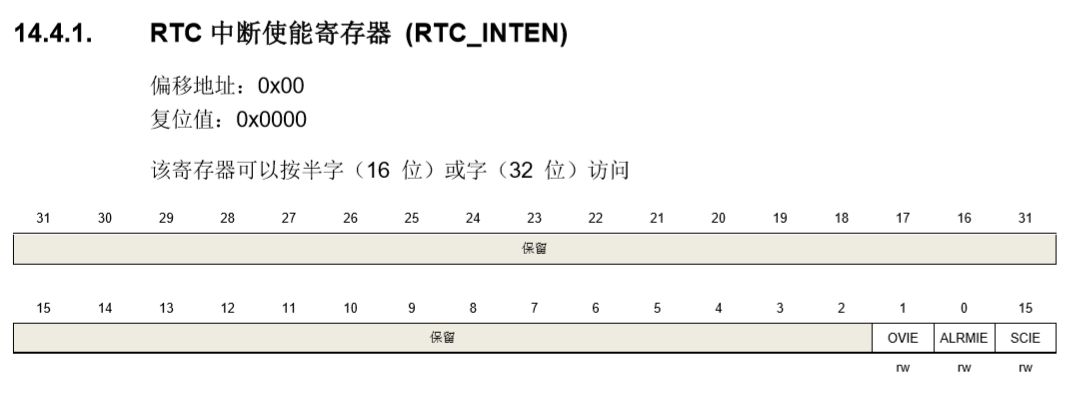 14.4.1. RTC 中断使能寄存器 (RTC_INTEN)
偏移地址：0x00
复位值：0x0000
该寄存器可以按半字（16 位）或字（32 位）访问
31 30 29 28 27 26 25 24 23 22 21 20 19 18 17 16 31
保留
15 14 13 12 11 10 9 8 7 6 5 4 3 2 1 0 15
保留 OVIE ALRMIE SCIE
rw rw rw